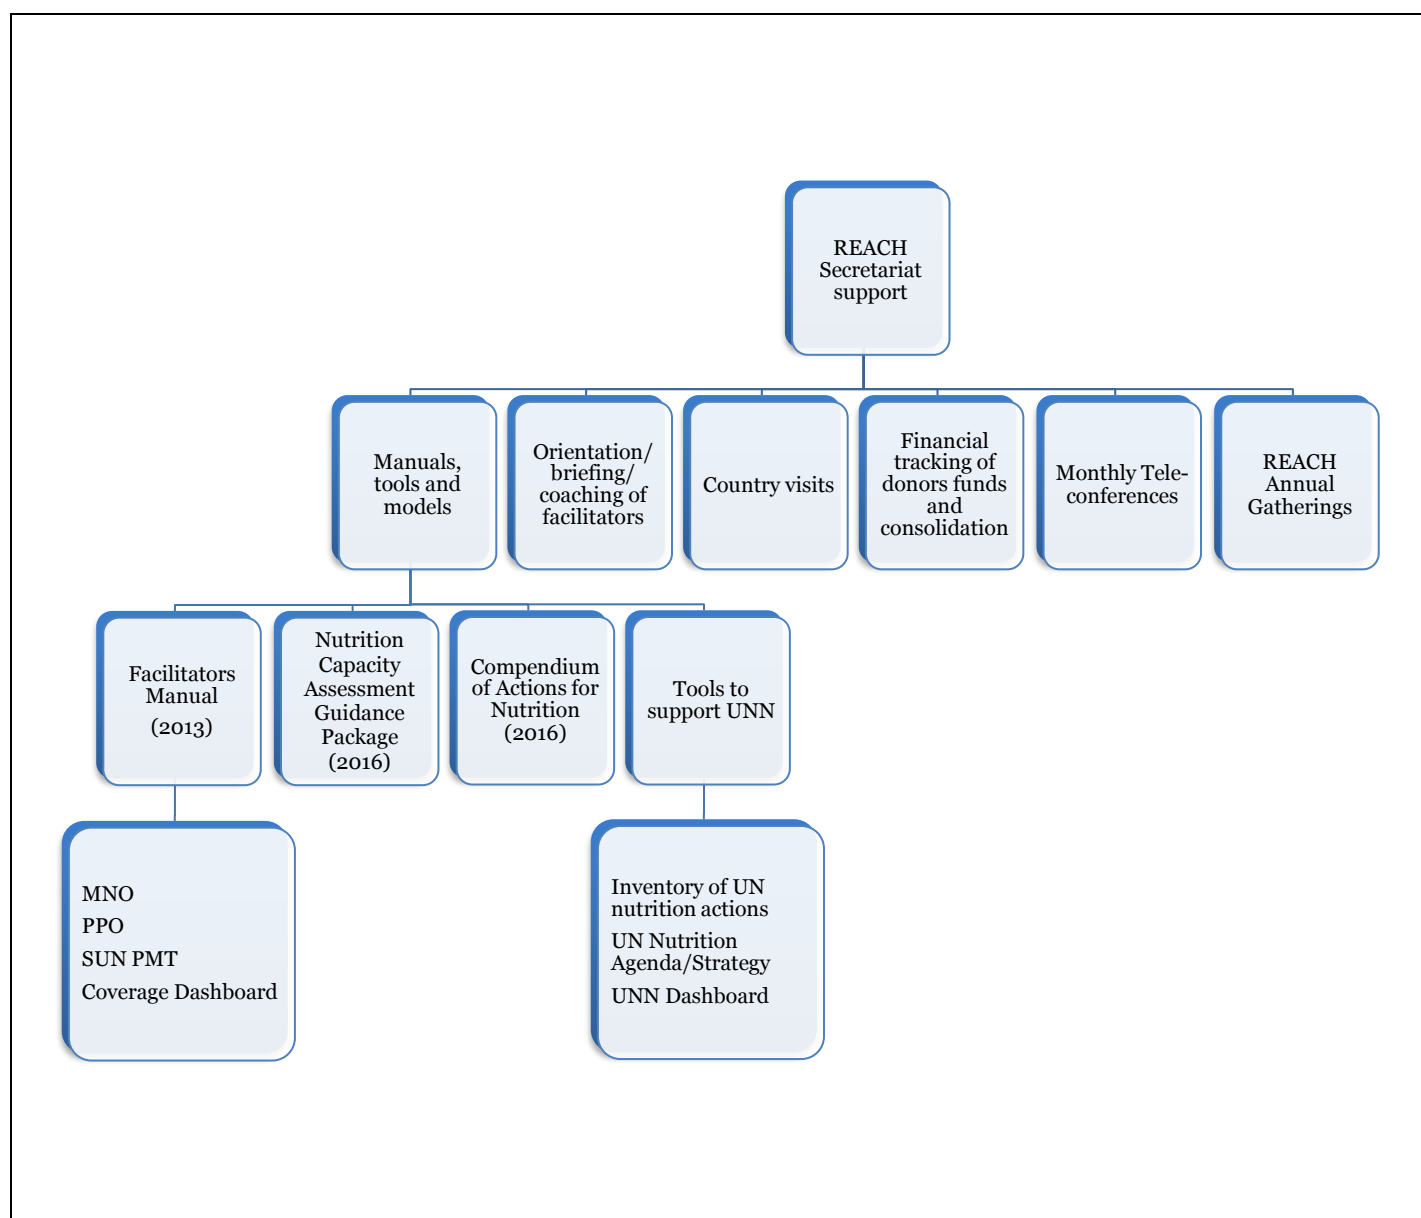 REACH
Secretariat
support
Manuals,
tools and
models
Orientation/
briefing/
coaching of
facilitators
Country visits
Financial
tracking of
donors funds
and
consolidation
Monthly Tele-
conferences
REACH
Annual
Gatherings
Facilitators
Manual
(2013)
Nutrition
Capacity
Assessment
Guidance
Package
(2016)
Compendium
of Actions for
Nutrition
(2016)
Tools to
support UNN
MNO
PPO
SUN PMT
Coverage Dashboard
Inventory of UN
nutrition actions
UN Nutrition
Agenda/Strategy
UNN Dashboard